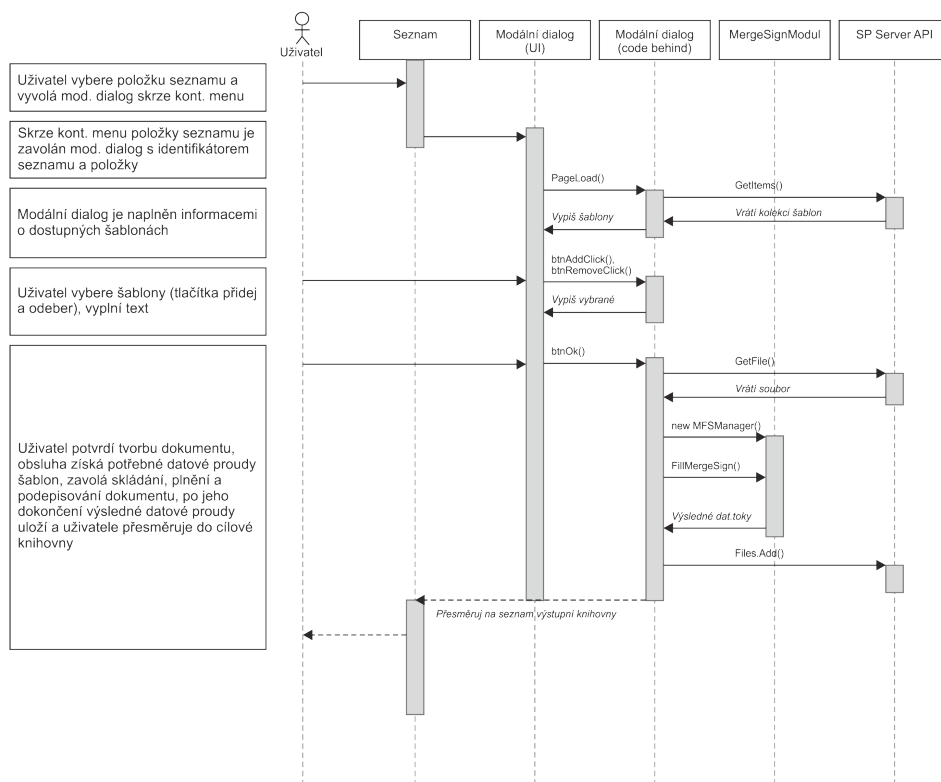 Uživatel
Seznam
Modální dialog
(UI)
Modální dialog
(code behind)
MergeSignModul
SP Server API
Uživatel vybere položku seznamu a
vyvolá mod. dialog skrze kont. menu
Skrze kont. menu položky seznamu je
zavolán mod. dialog s identifikátorem
seznamu a položky
PageLoad()
GetItems()
Modální dialog je naplněn informacemi
o dostupných šablonách
Vypiš šablony
Vrátí kolekci šablon
btnAddClick(),
btnRemoveClick()
Uživatel vybere šablony (tlačítka přidej
a odeber), vyplní text
Vypiš vybrané
btnOk()
GetFile()
Vrátí soubor
new MFSManager()
Uživatel potvrdí tvorbu dokumentu,
obsluha získá potřebné datové proudy
šablon, zavolá skládání, plnění a
podepisování dokumentu, po jeho
dokončení výsledné datové proudy
uloží a uživatele přesměruje do cílové
knihovny
FillMergeSign()
Výsledné dat.toky
Files.Add()
Přesměruj na seznam výstupní knihovny